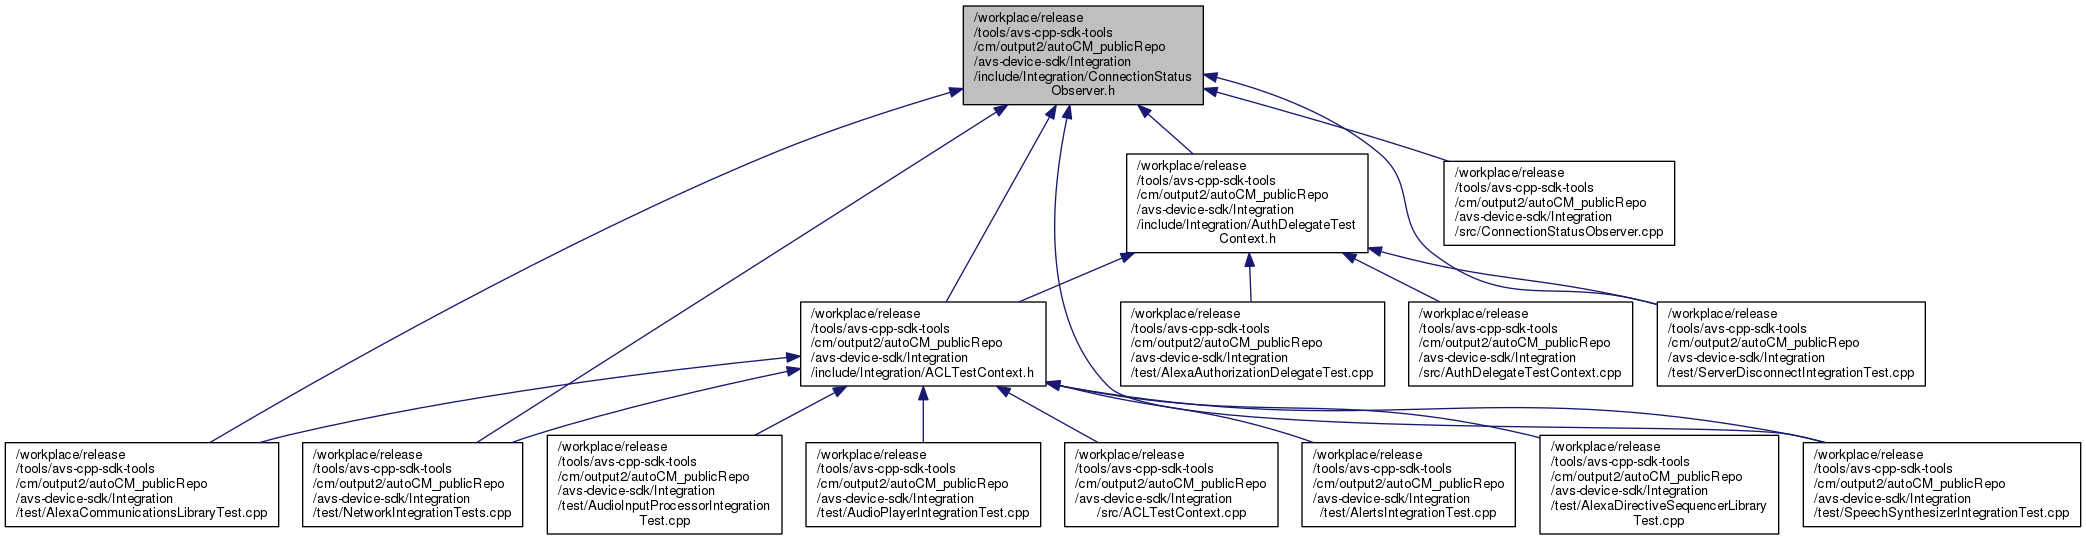 /workplace/release
/tools/avs-cpp-sdk-tools
/cm/output2/autoCM_publicRepo
/avs-device-sdk/Integration
/include/Integration/ConnectionStatus
Observer.h
/workplace/release
/tools/avs-cpp-sdk-tools
/cm/output2/autoCM_publicRepo
/avs-device-sdk/Integration
/include/Integration/AuthDelegateTest
Context.h
/workplace/release
/tools/avs-cpp-sdk-tools
/cm/output2/autoCM_publicRepo
/avs-device-sdk/Integration
/src/ConnectionStatusObserver.cpp
/workplace/release
/tools/avs-cpp-sdk-tools
/cm/output2/autoCM_publicRepo
/avs-device-sdk/Integration
/include/Integration/ACLTestContext.h
/workplace/release
/tools/avs-cpp-sdk-tools
/cm/output2/autoCM_publicRepo
/avs-device-sdk/Integration
/test/AlexaAuthorizationDelegateTest.cpp
/workplace/release
/tools/avs-cpp-sdk-tools
/cm/output2/autoCM_publicRepo
/avs-device-sdk/Integration
/src/AuthDelegateTestContext.cpp
/workplace/release
/tools/avs-cpp-sdk-tools
/cm/output2/autoCM_publicRepo
/avs-device-sdk/Integration
/test/ServerDisconnectIntegrationTest.cpp
/workplace/release
/tools/avs-cpp-sdk-tools
/cm/output2/autoCM_publicRepo
/avs-device-sdk/Integration
/test/AlexaCommunicationsLibraryTest.cpp
/workplace/release
/tools/avs-cpp-sdk-tools
/cm/output2/autoCM_publicRepo
/avs-device-sdk/Integration
/test/NetworkIntegrationTests.cpp
/workplace/release
/tools/avs-cpp-sdk-tools
/cm/output2/autoCM_publicRepo
/avs-device-sdk/Integration
/test/AudioInputProcessorIntegration
Test.cpp
/workplace/release
/tools/avs-cpp-sdk-tools
/cm/output2/autoCM_publicRepo
/avs-device-sdk/Integration
/test/AudioPlayerIntegrationTest.cpp
/workplace/release
/tools/avs-cpp-sdk-tools
/cm/output2/autoCM_publicRepo
/avs-device-sdk/Integration
/src/ACLTestContext.cpp
/workplace/release
/tools/avs-cpp-sdk-tools
/cm/output2/autoCM_publicRepo
/avs-device-sdk/Integration
/test/AlertsIntegrationTest.cpp
/workplace/release
/tools/avs-cpp-sdk-tools
/cm/output2/autoCM_publicRepo
/avs-device-sdk/Integration
/test/AlexaDirectiveSequencerLibrary
Test.cpp
/workplace/release
/tools/avs-cpp-sdk-tools
/cm/output2/autoCM_publicRepo
/avs-device-sdk/Integration
/test/SpeechSynthesizerIntegrationTest.cpp